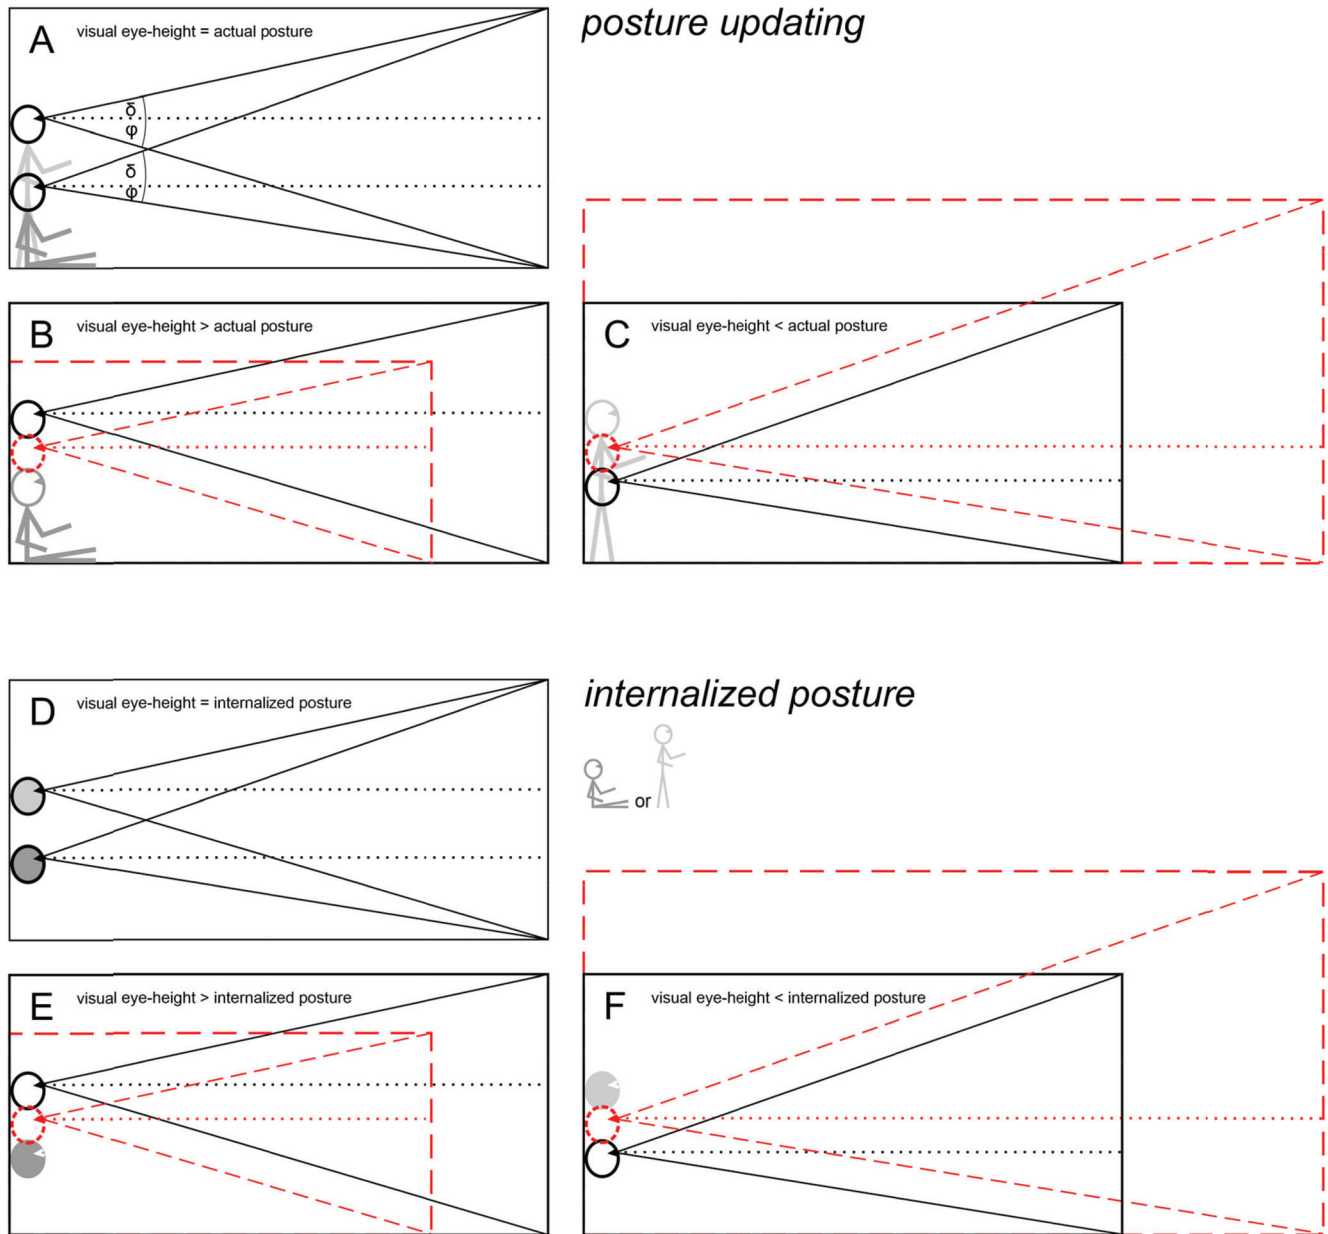 A visual eye-height = actual posture
posture updating
δ
φ
δ
φ
B visual eye-height > actual posture
C visual eye-height < actual posture
D visual eye-height = internalized posture
internalized posture
or
E visual eye-height > internalized posture
F visual eye-height < internalized posture